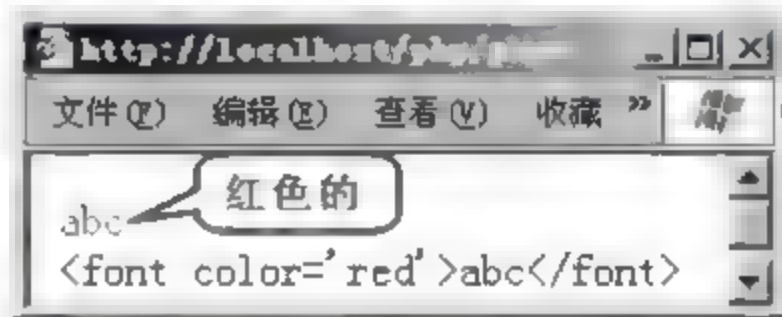 http://localhost/php
文件(F) 编辑(E) 查看(V) 收藏 »
红色的
abc
<font color='red'>abc</font>